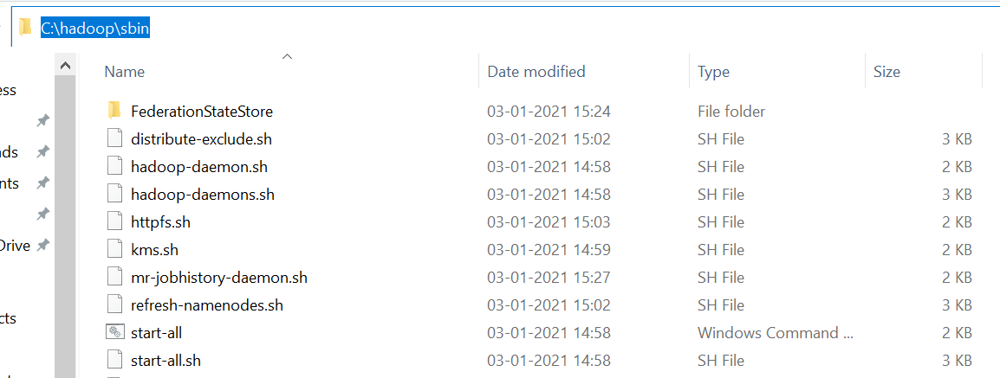 C:\hadoop\sbin
Name Date modified Type Size
ess
FederationStateStore 03-01-2021 15:24 File folder
distribute-exclude.sh 03-01-2021 15:02 SH File 3 KB
nds hadoop-daemon.sh 03-01-2021 14:58 SH File 2 KB
nts hadoop-daemons.sh 03-01-2021 14:58 SH File 3 KB
httpfs.sh 03-01-2021 15:03 SH File 2 KB
Drive kms.sh 03-01-2021 14:59 SH File 2 KB
mr-jobhistory-daemon.sh 03-01-2021 15:27 SH File 2 KB
refresh-namenodes.sh 03-01-2021 15:02 SH File 3 KB
cts
start-all 03-01-2021 14:58 Windows Command ... 2 KB
start-all.sh 03-01-2021 14:58 SH File 3 KB